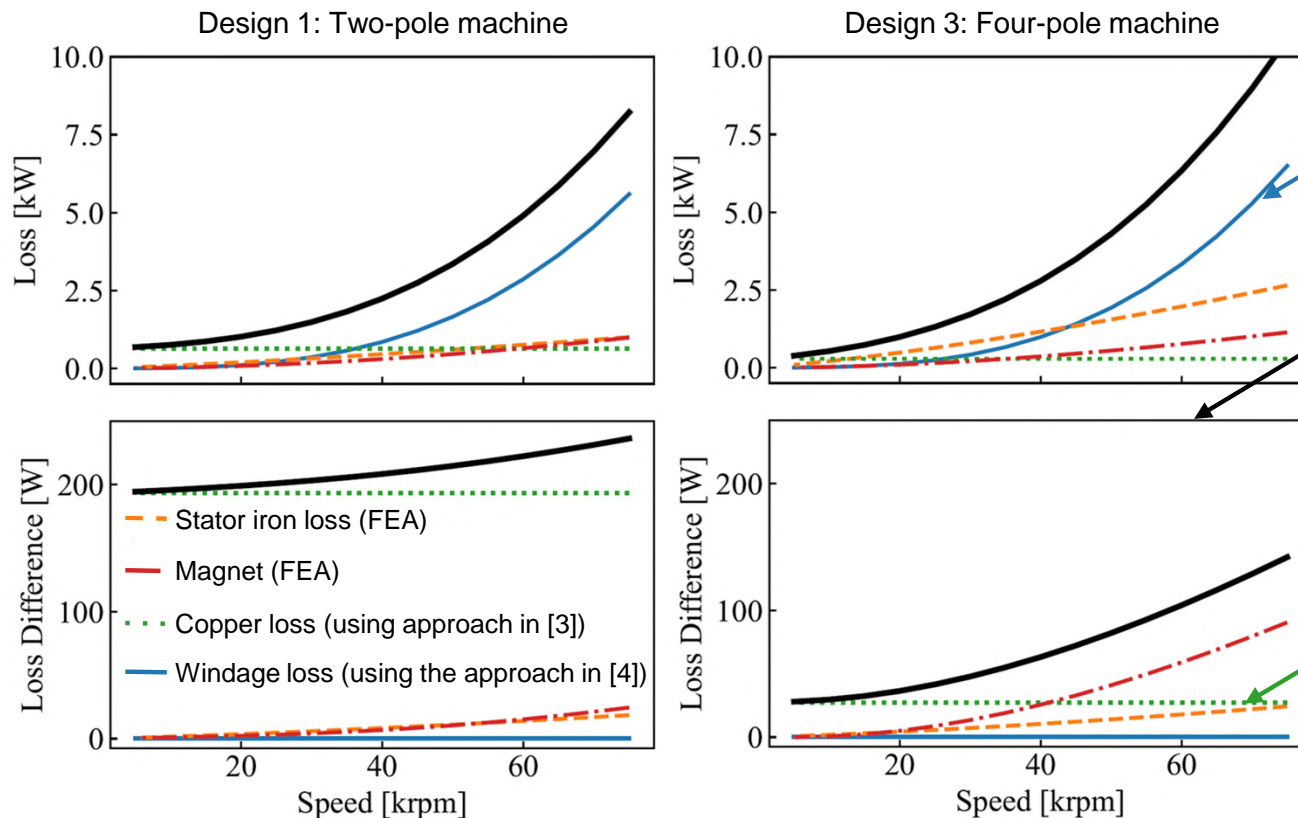 Design 1: Two-pole machine
Design 3: Four-pole machine
10.0
7.5
5.0
2.5
0.0
Loss [kW]
10.0
7.5
5.0
2.5
0.0
Loss [kW]
200
100
0
Loss Difference [W]
Stator iron loss (FEA)
Magnet (FEA)
Copper loss (using approach in [3])
Windage loss (using the approach in [4])
20
40
60
Speed [krpm]
200
100
0
Loss Difference [W]
20
40
60
Speed [krpm]